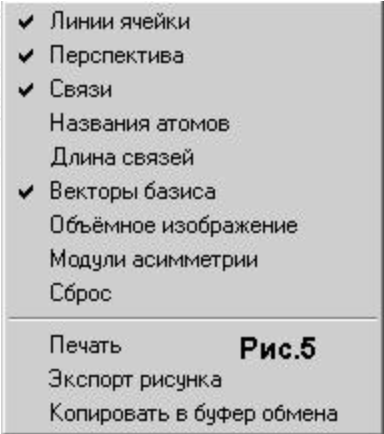 Линии ячейки
Перспектива
Связи
Названия атомов
Длина связей
Векторы базиса
Объёмное изображение
Модули асимметрии
Сброс
Печать Рис.5
Экспорт рисунка
Копировать в буфер обмена